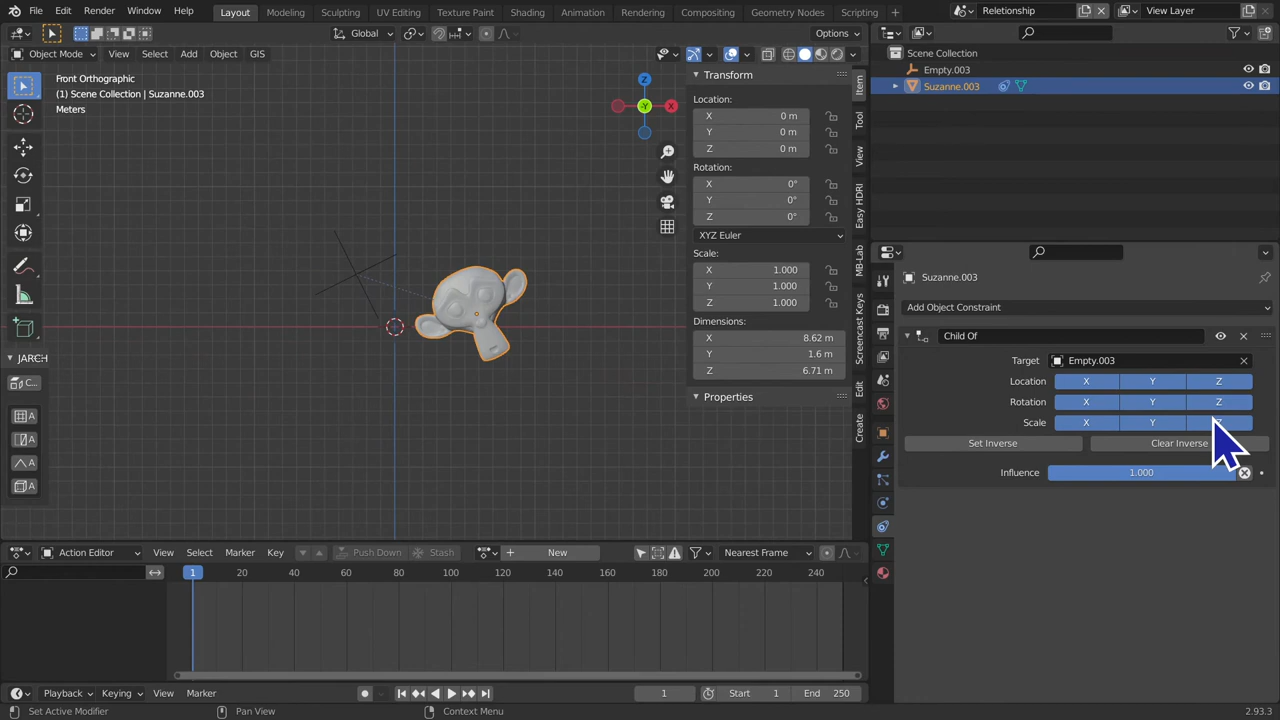 File Edit Render Window Help Layout Modeling Sculpting UV Editing Texture Paint Shading Animation Rendering Compositing Geometry Nodes Scripting + Relationship View Layer
Global Options
Object Mode View Select Add Object GIS
Scene Collection
Empty.003
Suzanne.003
Front Orthographic
(1) Scene Collection | Suzanne.003
Meters
Z
-Y
X
Transform
Location:
X 0 m
Y 0 m
Z 0 m
Rotation:
X 0°
Y 0°
Z 0°
XYZ Euler
Scale:
X 1.000
Y 1.000
Z 1.000
Dimensions:
X 8.62 m
Y 1.6 m
Z 6.71 m
Properties
Item
Tool
View
Easy HDRI
MB-Lab
Screencast Keys
Edit
Create
JARCH
C...
A
A
A
A
Suzanne.003
Add Object Constraint
Child Of
Target Empty.003
Location X Y Z
Rotation X Y Z
Scale X Y
Set Inverse Clear Inverse
Influence 1.000
Action Editor View Select Marker Key Push Down Stash New Nearest Frame
1 20 40 60 80 100 120 140 160 180 200 220 240
Playback Keying View Marker 1 Start 1 End 250
Set Active Modifier Pan View Context Menu 2.93.3